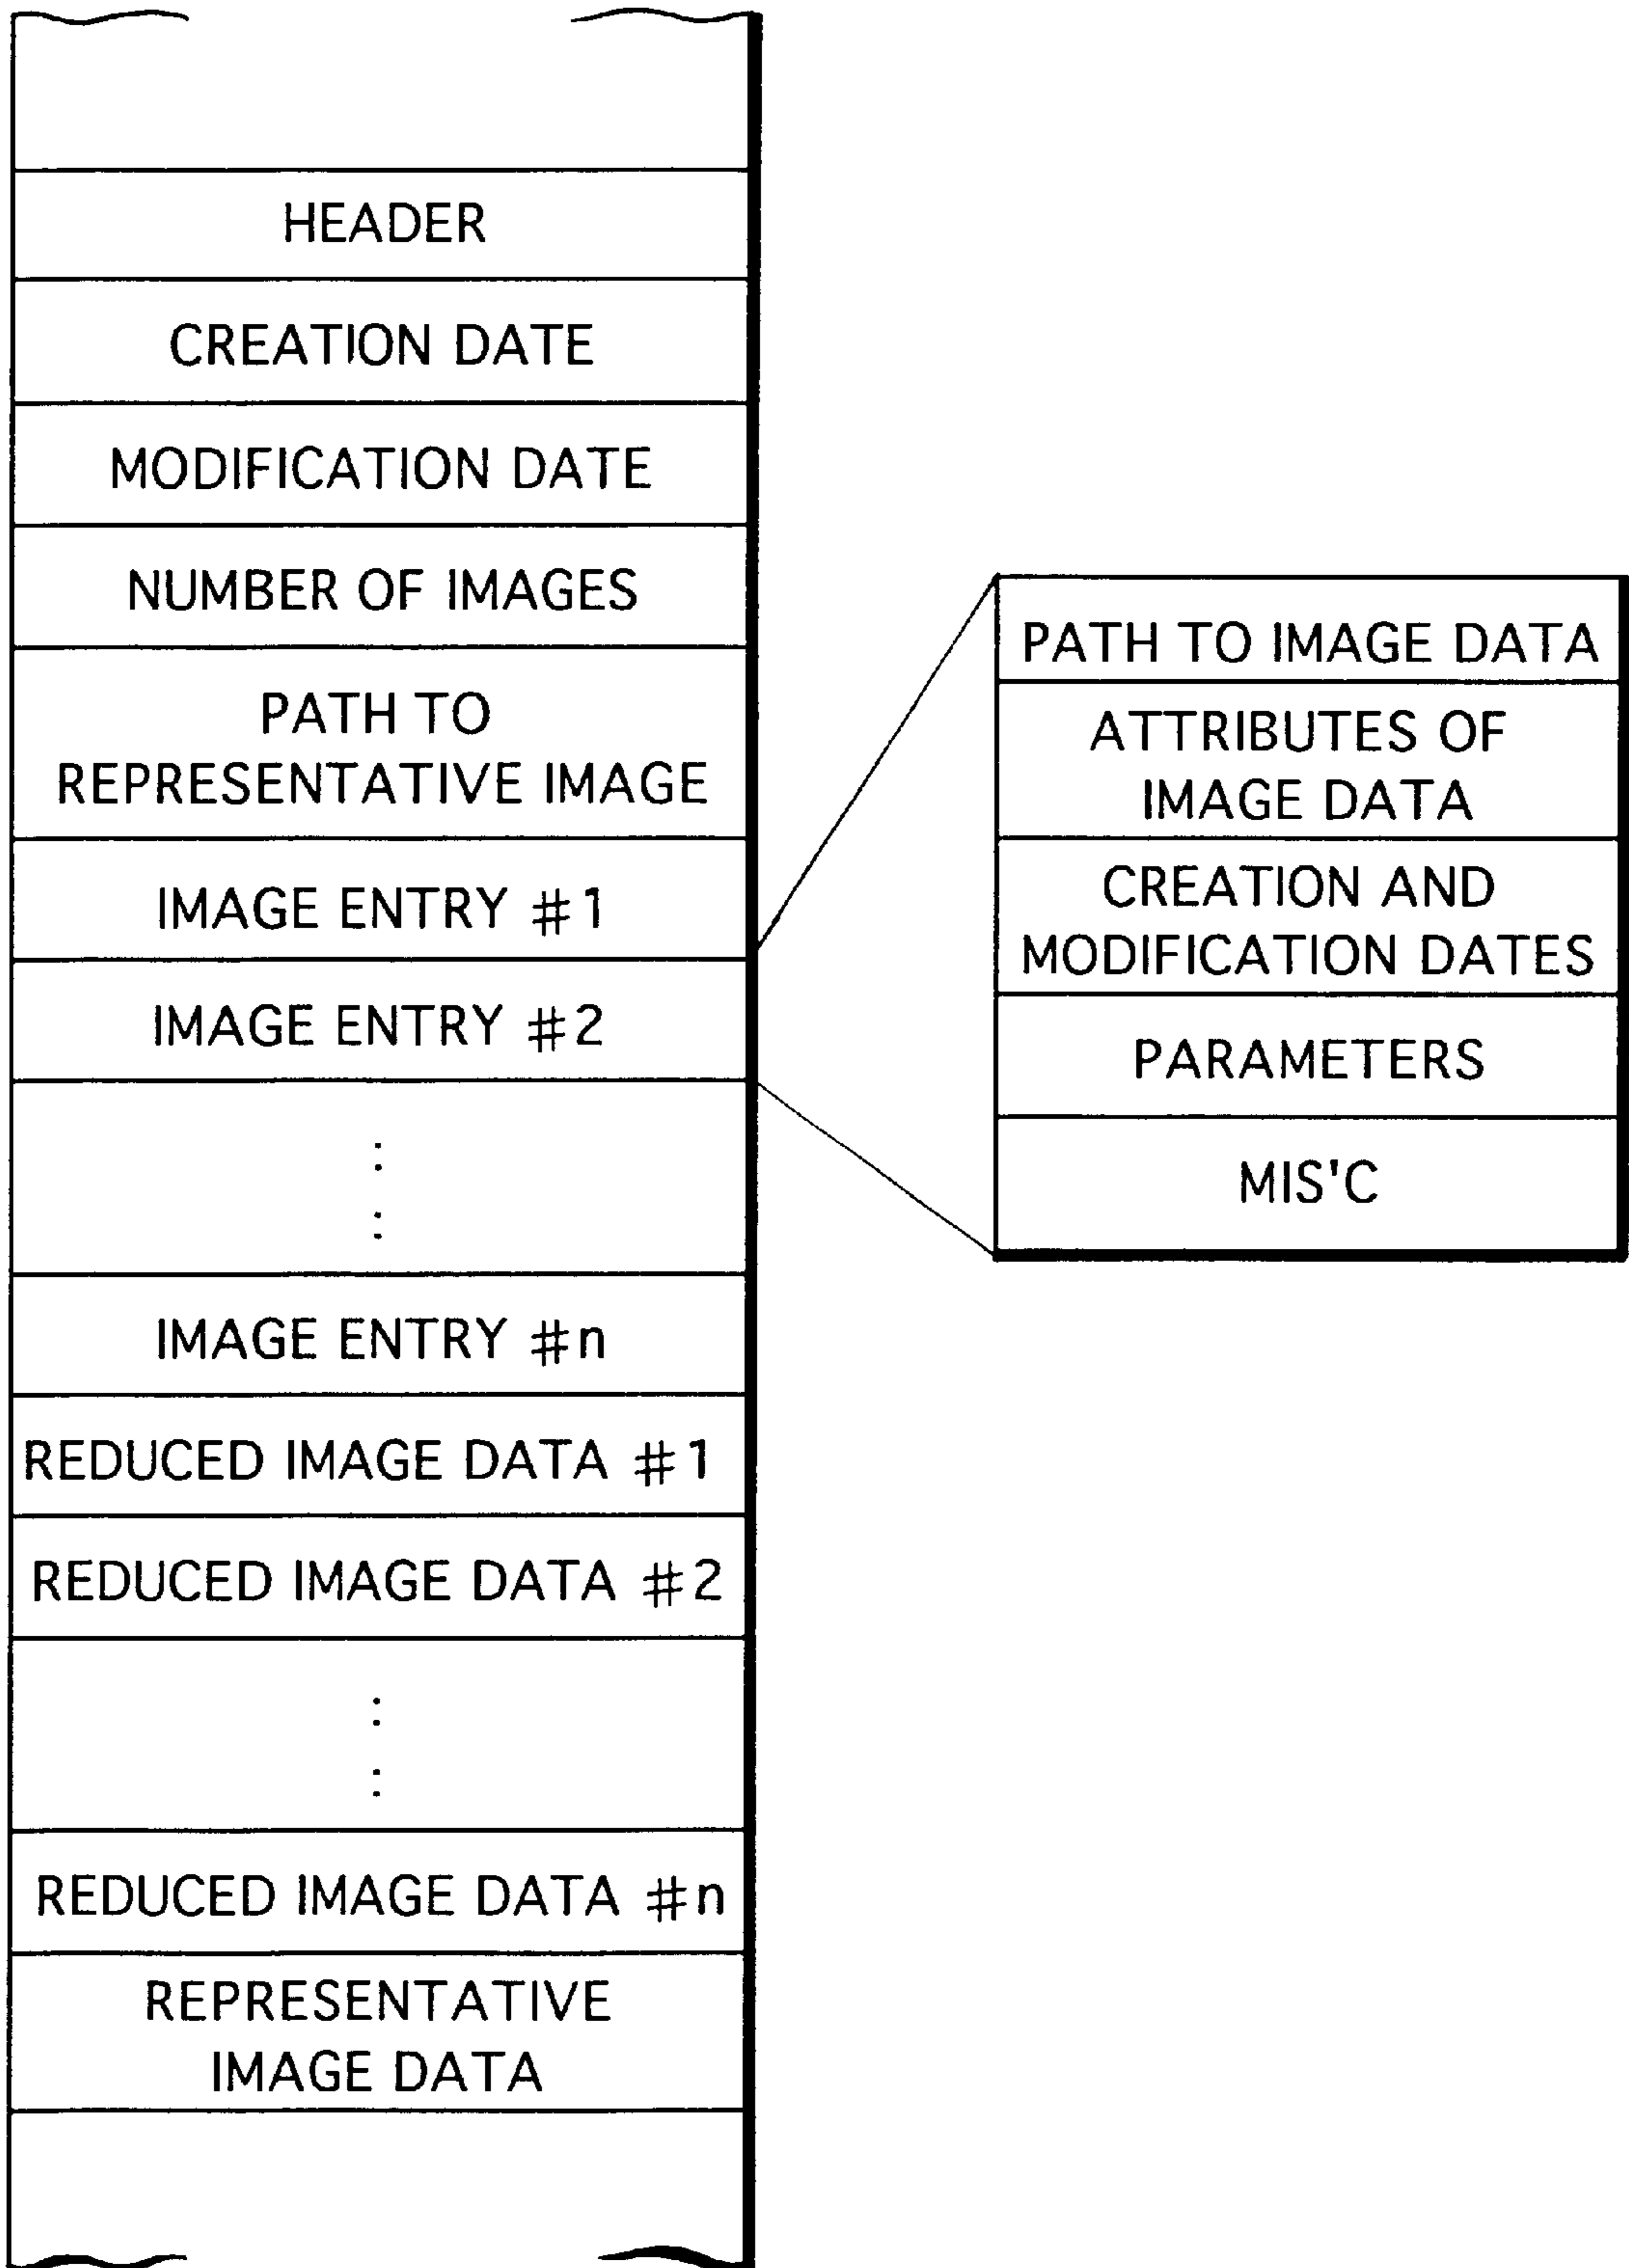 HEADER
CREATION DATE
MODIFICATION DATE
NUMBER OF IMAGES
PATH TO
REPRESENTATIVE IMAGE
IMAGE ENTRY #1
IMAGE ENTRY #2
IMAGE ENTRY #n
REDUCED IMAGE DATA #1
REDUCED IMAGE DATA #2
REDUCED IMAGE DATA #n
REPRESENTATIVE
IMAGE DATA
PATH TO IMAGE DATA
ATTRIBUTES OF
IMAGE DATA
CREATION AND
MODIFICATION DATES
PARAMETERS
MIS'C